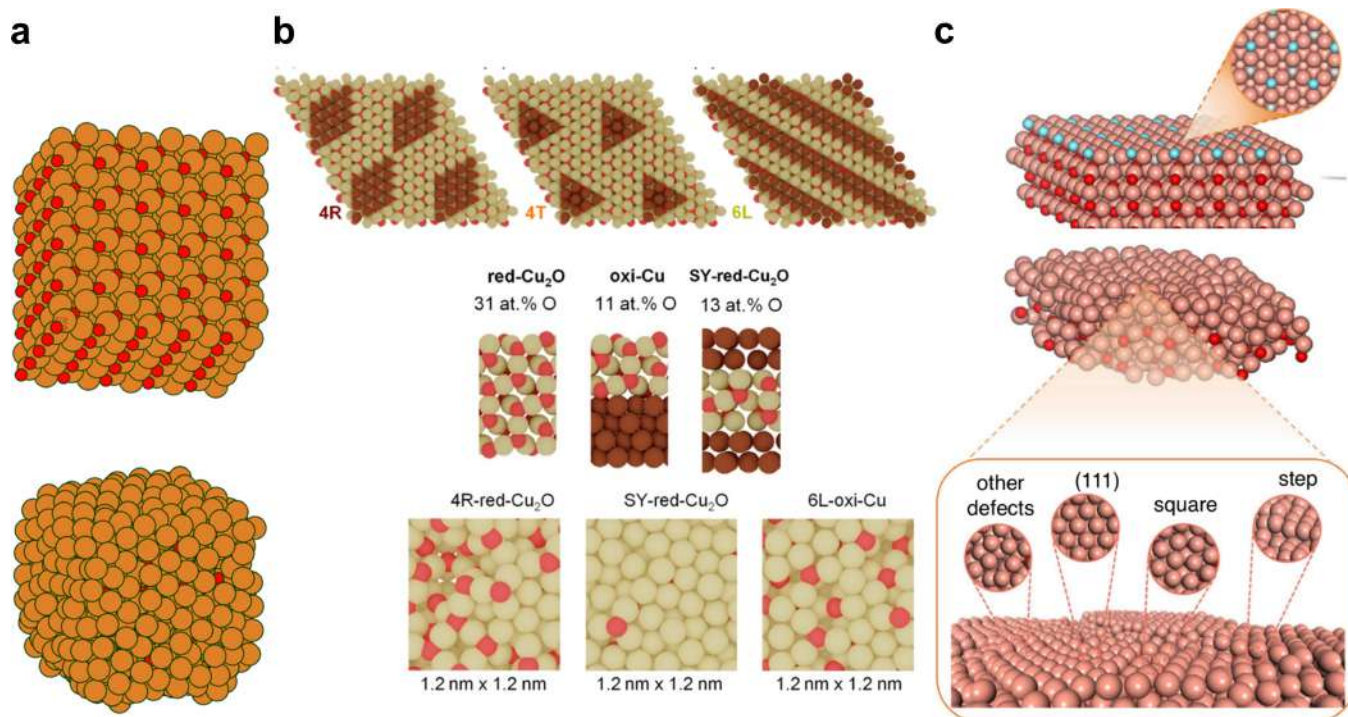 a
b
c
4R
4T
6L
red-Cu₂O
oxi-Cu
SY-red-Cu₂O
31 at.% O
11 at.% O
13 at.% O
4R-red-Cu₂O
SY-red-Cu₂O
6L-oxi-Cu
1.2 nm x 1.2 nm
1.2 nm x 1.2 nm
1.2 nm x 1.2 nm
other
defects
(111)
square
step